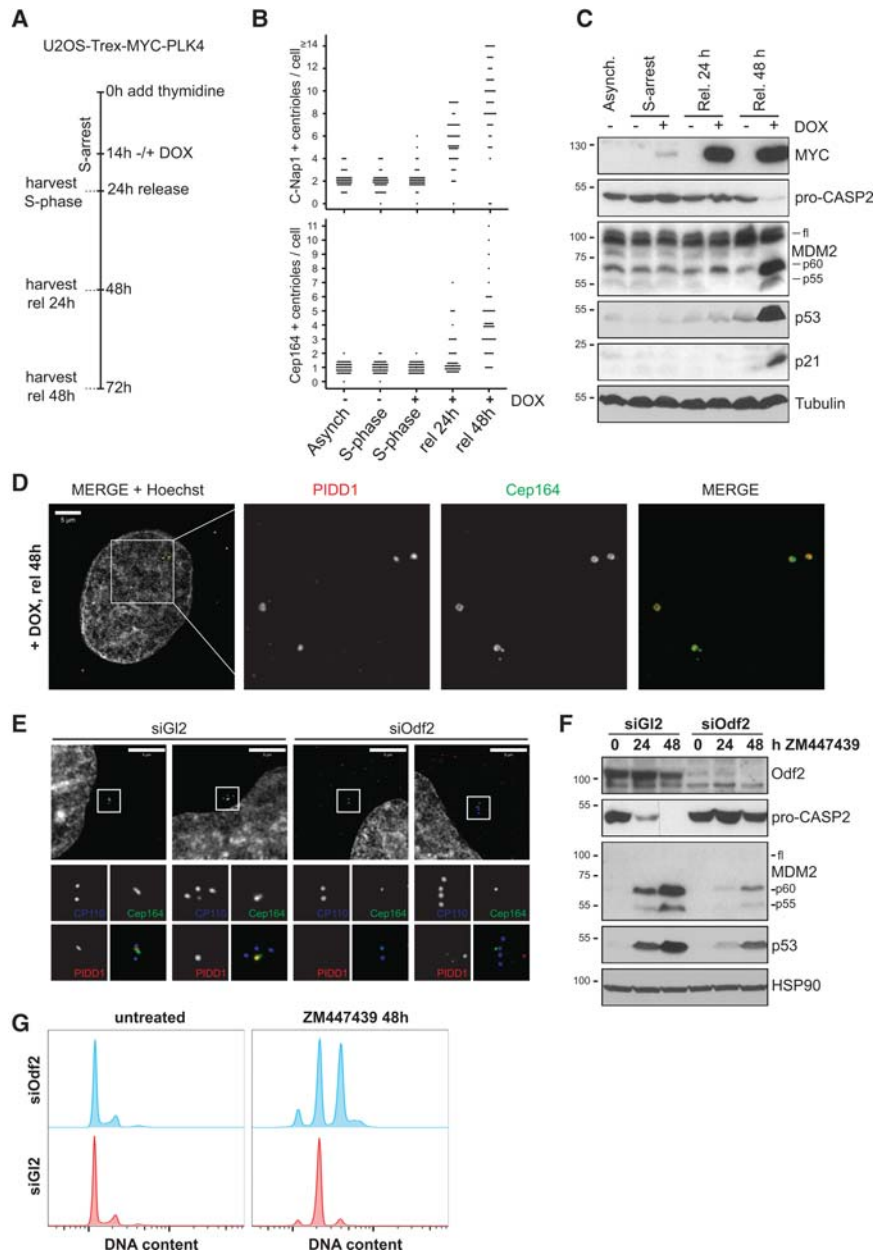 A
U2OS-Trex-MYC-PLK4
0h add thymidine
S-arrest
14h -/+ DOX
harvest
S-phase
24h release
harvest
rel 24h
48h
harvest
rel 48h
72h
B
C-Nap1 + centrioles / cell
≥14
12
10
8
6
4
2
0
Cep164 + centrioles / cell
11
10
9
8
7
6
5
4
3
2
1
0
- - + + + DOX
Asynch
S-phase
S-phase
rel 24h
rel 48h
C
Asynch.
S-arrest
Rel. 24 h
Rel. 48 h
- - + - + - + DOX
130
MYC
55
pro-CASP2
100
75
55
fl
MDM2
p60
p55
55
p53
25
p21
55
Tubulin
D
MERGE + Hoechst
PIDD1
Cep164
MERGE
+ DOX, rel 48h
5 µm
E
siGl2
siOdf2
CP110
Cep164
CP110
Cep164
CP110
Cep164
CP110
Cep164
PIDD1
PIDD1
PIDD1
PIDD1
F
siGl2
siOdf2
0 24 48 0 24 48 h ZM447439
100
Odf2
55
pro-CASP2
100
75
55
fl
MDM2
p60
p55
55
p53
100
HSP90
G
untreated
ZM447439 48h
siOdf2
siGl2
DNA content
DNA content